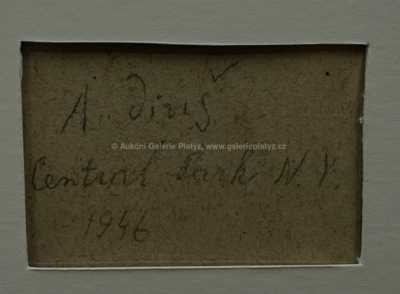 A. Diviš
© Aukční Galerie Platýz, www.galerieplatyz.cz
Central Park N. Y.
1946